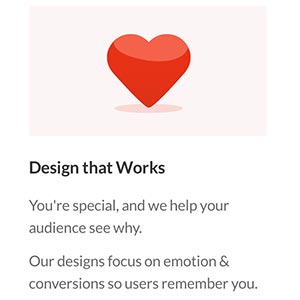 Design that Works
You're special, and we help your
audience see why.
Our designs focus on emotion &
conversions so users remember you.